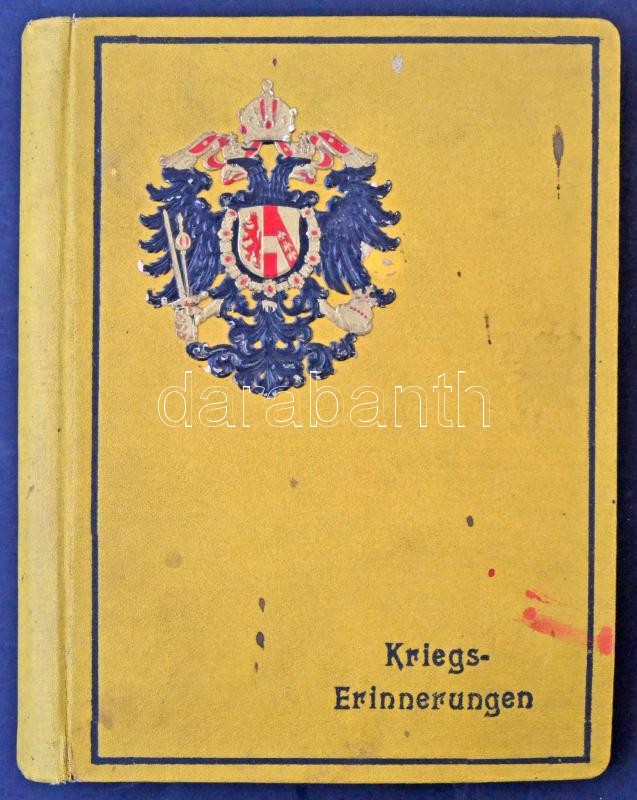 darabanth
Kriegs-
Erinnerungen